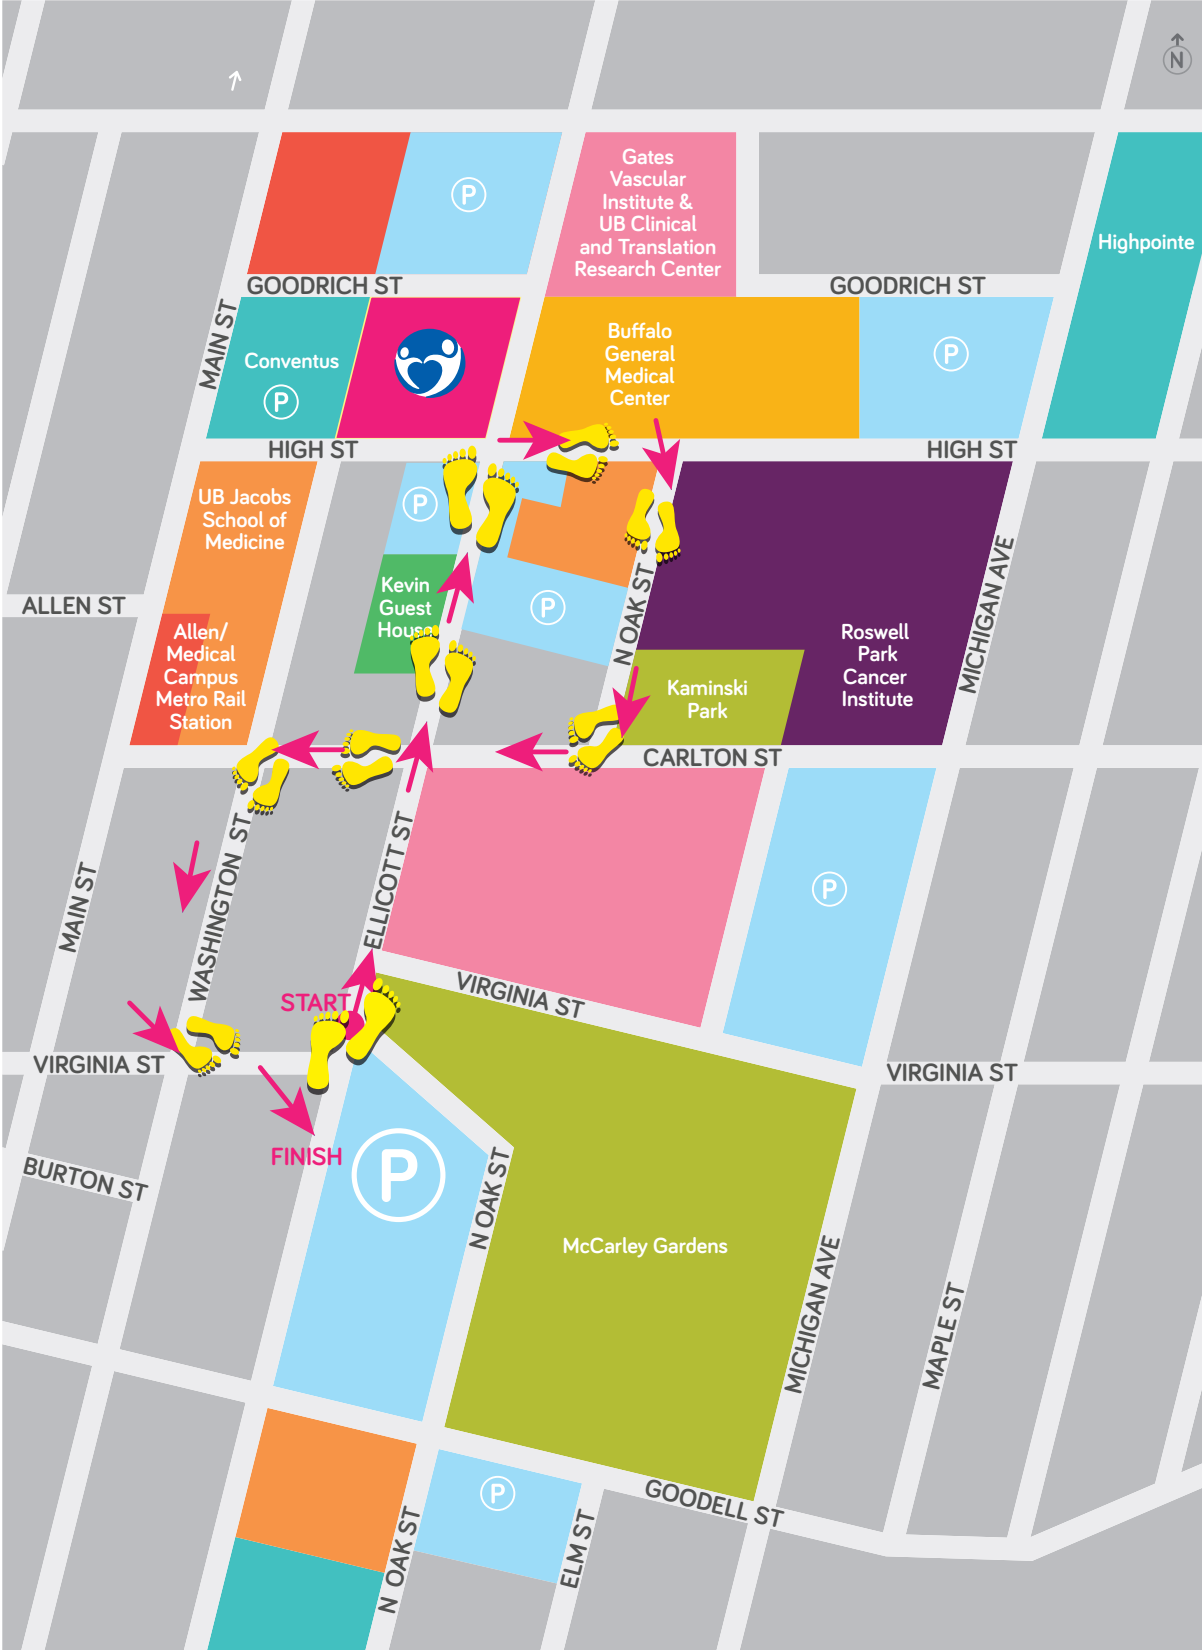 N
Gates
Vascular
Institute &
UB Clinical
and Translation
Research Center
P
Highpointe
GOODRICH ST
GOODRICH ST
MAIN ST
Conventus
P
Buffalo
General
Medical
Center
P
HIGH ST
HIGH ST
UB Jacobs
School of
Medicine
P
ALLEN ST
Kevin
Guest
House
P
N OAK ST
MICHIGAN AVE
Allen/
Medical
Campus
Metro Rail
Station
Roswell
Park
Cancer
Institute
Kaminski
Park
CARLTON ST
MAIN ST
WASHINGTON ST
ELLICOTT ST
P
START
VIRGINIA ST
VIRGINIA ST
VIRGINIA ST
FINISH
P
BURTON ST
N OAK ST
McCarley Gardens
MICHIGAN AVE
MAPLE ST
P
GOODELL ST
N OAK ST
ELM ST